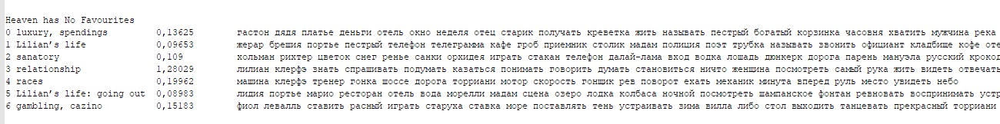 Heaven has No Favourites
0 luxury, spendings 0,13625 гастон дядя платье деньги отель окно неделя отец старик получать креветка жить называть пестрый богатый корзинка часовня хватить мужчина река
1 Lilian’s life 0,09653 жерар брешия портье пестрый телефон телеграмма кафе гроб приемник столик мадам полиция поэт трубка называть звонить официант кладбище кофе оте
2 sanatory 0,109 хольман рихтер цветок снег ренье санки орхидея играть стакан телефон далай-лама вход водка лошадь дюнкерк дорога парень мануэла русский крокод
3 relationship 1,28029 лилиан клерфэ знать спрашивать подумать казаться понимать говорить думать становиться ничто женщина посмотреть самый рука жить видеть отвечать
4 races 0,19962 машина клерфэ тренер гонка шоссе дорога торриани мотор скорость гонщик рев поворот ехать механик минута вперед руль место увидеть небо
5 Lilian’s life: going out 0,08983 лидия портье марио ресторан отель вода морелли мадам сцена озеро лодка колбаса ночной посмотреть шампанское фонтан ревновать воспринимать устр
6 gambling, cazino 0,15183 фиол левалль ставить расный играть старуха ставка море поставлять тень устраивать зима вилла либо стол выходить танцевать прекрасный торриани